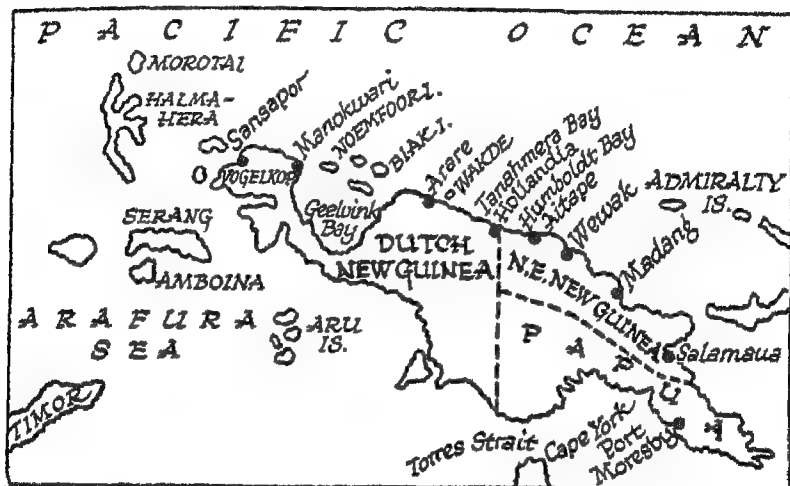 PACIFIC OCEAN
MOROTAI
HALMA-
HERA
Sansapor
Manokwari
NOEMFOOR I.
BIAK-I.
Arare
WAKDE
Tanahmera Bay
Hollandia
Humboldt Bay
Aitape
Wewak
Madang
ADMIRALTY
IS.
VOGELKOP
Geelvink
Bay
SERANG
AMBOINA
DUTCH
NEW GUINEA
N.E. NEW GUINEA
ARAFURA
SEA
ARU
IS.
PAPUA
Salamaua
TIMOR
Torres Strait
Cape York
Port
Moresby